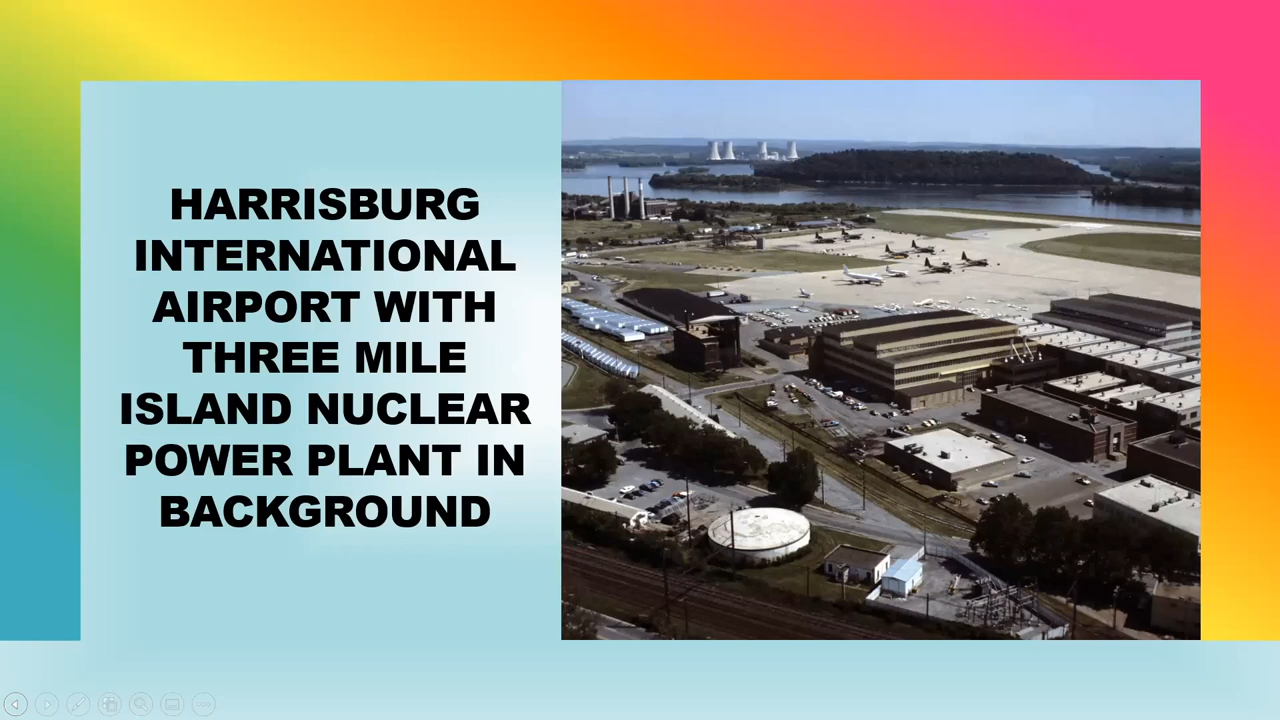 HARRISBURG
INTERNATIONAL
AIRPORT WITH
THREE MILE
ISLAND NUCLEAR
POWER PLANT IN
BACKGROUND